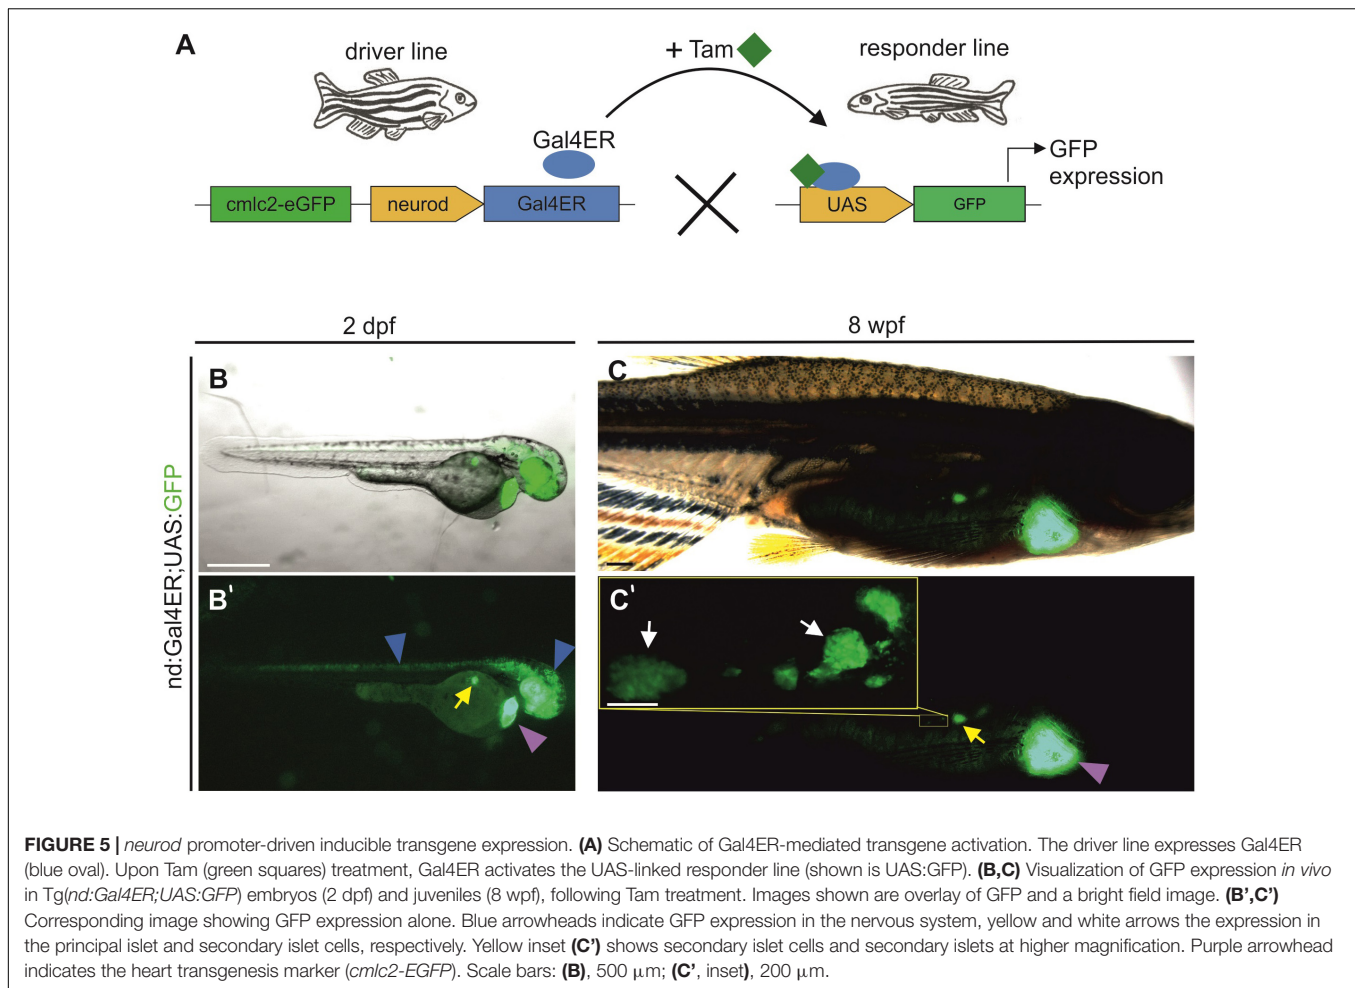 A
driver line
+ Tam
responder line
Gal4ER
GFP
expression
cmlc2-eGFP
neurod
Gal4ER
UAS
GFP
2 dpf
8 wpf
nd:Gal4ER;UAS:GFP
B
C
B'
C'
FIGURE 5 | neurod promoter-driven inducible transgene expression. (A) Schematic of Gal4ER-mediated transgene activation. The driver line expresses Gal4ER
(blue oval). Upon Tam (green squares) treatment, Gal4ER activates the UAS-linked responder line (shown is UAS:GFP). (B,C) Visualization of GFP expression in vivo
in Tg(nd:Gal4ER;UAS:GFP) embryos (2 dpf) and juveniles (8 wpf), following Tam treatment. Images shown are overlay of GFP and a bright field image. (B',C')
Corresponding image showing GFP expression alone. Blue arrowheads indicate GFP expression in the nervous system, yellow and white arrows the expression in
the principal islet and secondary islet cells, respectively. Yellow inset (C') shows secondary islet cells and secondary islets at higher magnification. Purple arrowhead
indicates the heart transgenesis marker (cmlc2-EGFP). Scale bars: (B), 500 μm; (C', inset), 200 μm.